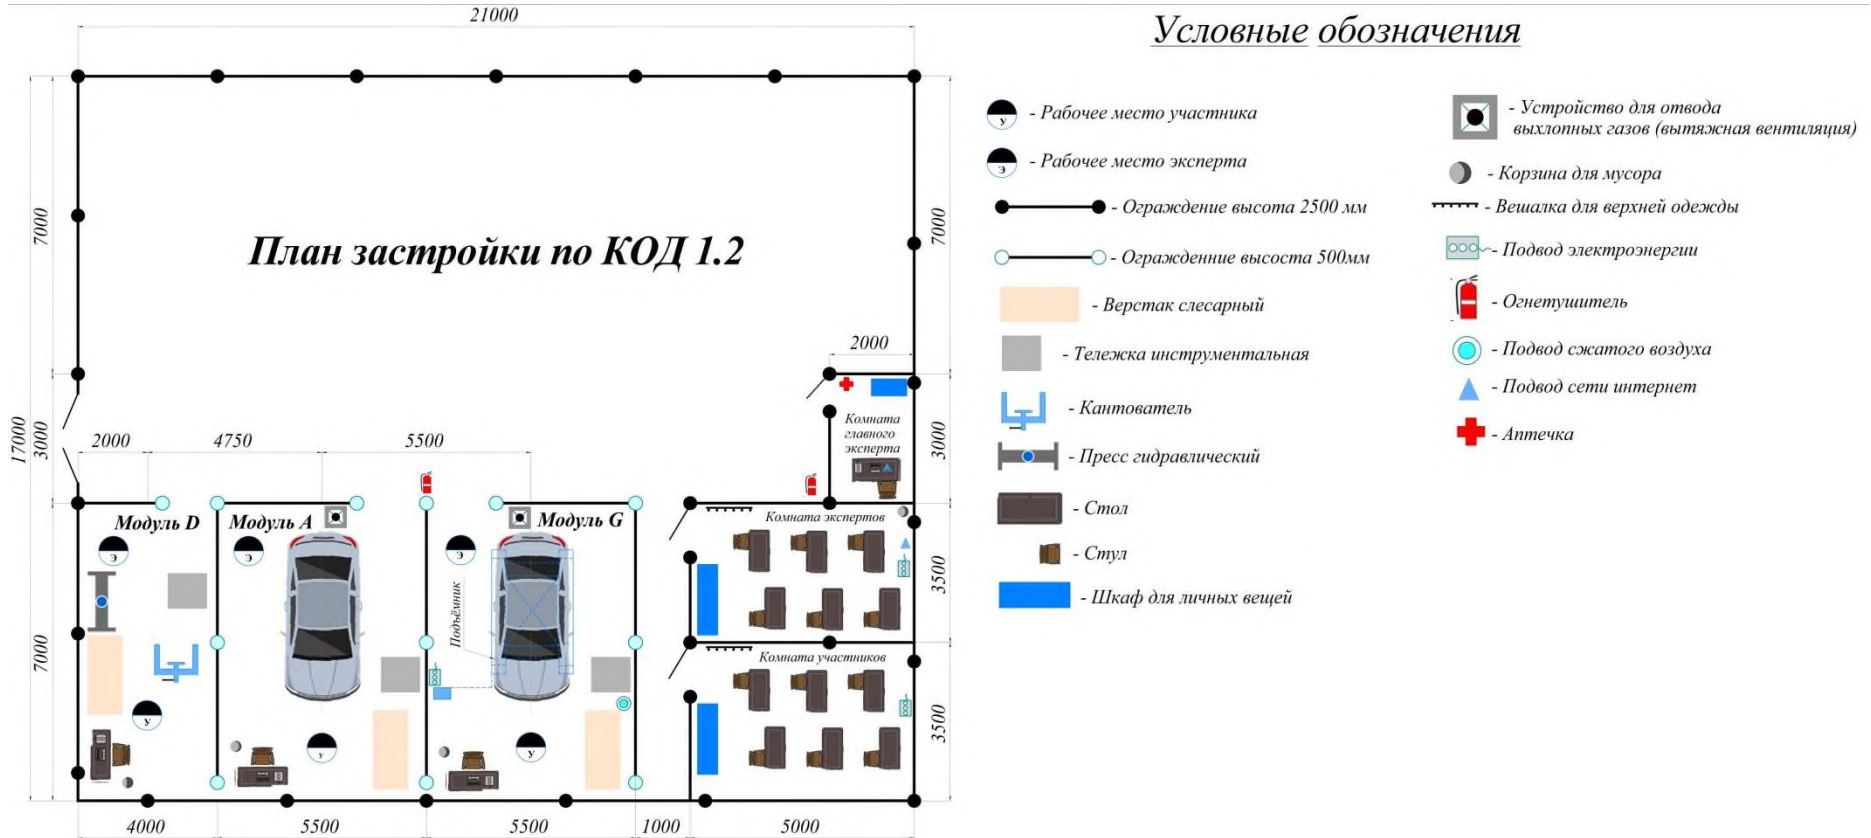 21000
Условные обозначения
7000
17000
3000
7000
План застройки по КОД 1.2
7000
2000
3000
3500
3500
2000
4750
5500
Комната
главного
эксперта
Модуль D
Модуль A
Модуль G
Э
Э
Э
Подъёмник
У
У
У
Комната экспертов
Комната участников
4000
5500
5500
1000
5000
У
- Рабочее место участника
Э
- Рабочее место эксперта
- Ограждение высота 2500 мм
- Огражденние высоста 500мм
- Верстак слесарный
- Тележка инструментальная
- Кантователь
- Пресс гидравлический
- Стол
- Стул
- Шкаф для личных вещей
- Устройство для отвода
выхлопных газов (вытяжная вентиляция)
- Корзина для мусора
- Вешалка для верхней одежды
- Подвод электроэнергии
- Огнетушитель
- Подвод сжатого воздуха
- Подвод сети интернет
- Аптечка